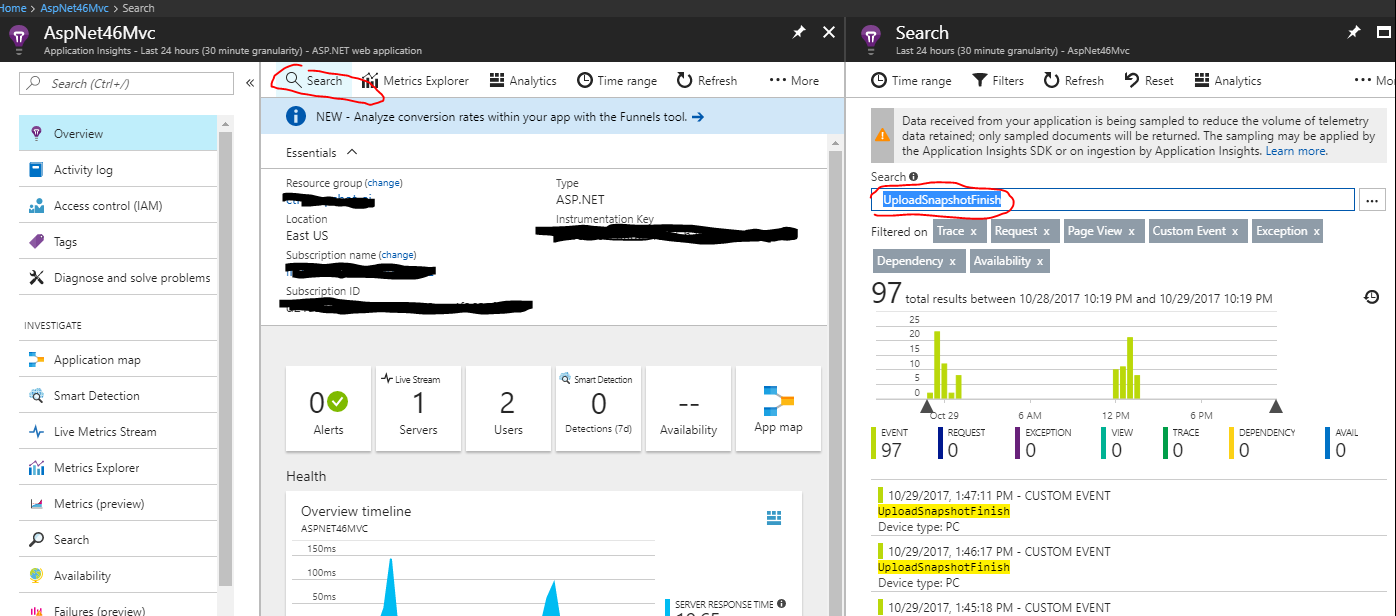 Home > AspNet46Mvc > Search
AspNet46Mvc
Application Insights - Last 24 hours (30 minute granularity) - ASP.NET web application
Search (Ctrl+/)
«
Overview
Activity log
Access control (IAM)
Tags
Diagnose and solve problems
INVESTIGATE
Application map
Smart Detection
Live Metrics Stream
Metrics Explorer
Metrics (preview)
Search
Availability
Failures (preview)
Search
Metrics Explorer
Analytics
Time range
Refresh
More
NEW - Analyze conversion rates within your app with the Funnels tool. →
Essentials
Resource group (change)
Location
East US
Subscription name (change)
Subscription ID
Type
ASP.NET
Instrumentation Key
0
Alerts
Live Stream
1
Servers
2
Users
Smart Detection
0
Detections (7d)
--
Availability
App map
Health
Overview timeline
ASPNET46MVC
150ms
100ms
50ms
SERVER RESPONSE TIME
Search
Last 24 hours (30 minute granularity) - AspNet46Mvc
Time range
Filters
Refresh
Reset
Analytics
Mo
Data received from your application is being sampled to reduce the volume of telemetry
data retained; only sampled documents will be returned. The sampling may be applied by
the Application Insights SDK or on ingestion by Application Insights. Learn more.
Search
UploadSnapshotFinish
...
Filtered on Trace x Request x Page View x Custom Event x Exception x
Dependency x Availability x
97 total results between 10/28/2017 10:19 PM and 10/29/2017 10:19 PM
25
20
15
10
5
0
Oct 29 6 AM 12 PM 6 PM
EVENT
97
REQUEST
0
EXCEPTION
0
VIEW
0
TRACE
0
DEPENDENCY
0
AVAIL
0
10/29/2017, 1:47:11 PM - CUSTOM EVENT
UploadSnapshotFinish
Device type: PC
10/29/2017, 1:46:17 PM - CUSTOM EVENT
UploadSnapshotFinish
Device type: PC
10/29/2017, 1:45:18 PM - CUSTOM EVENT